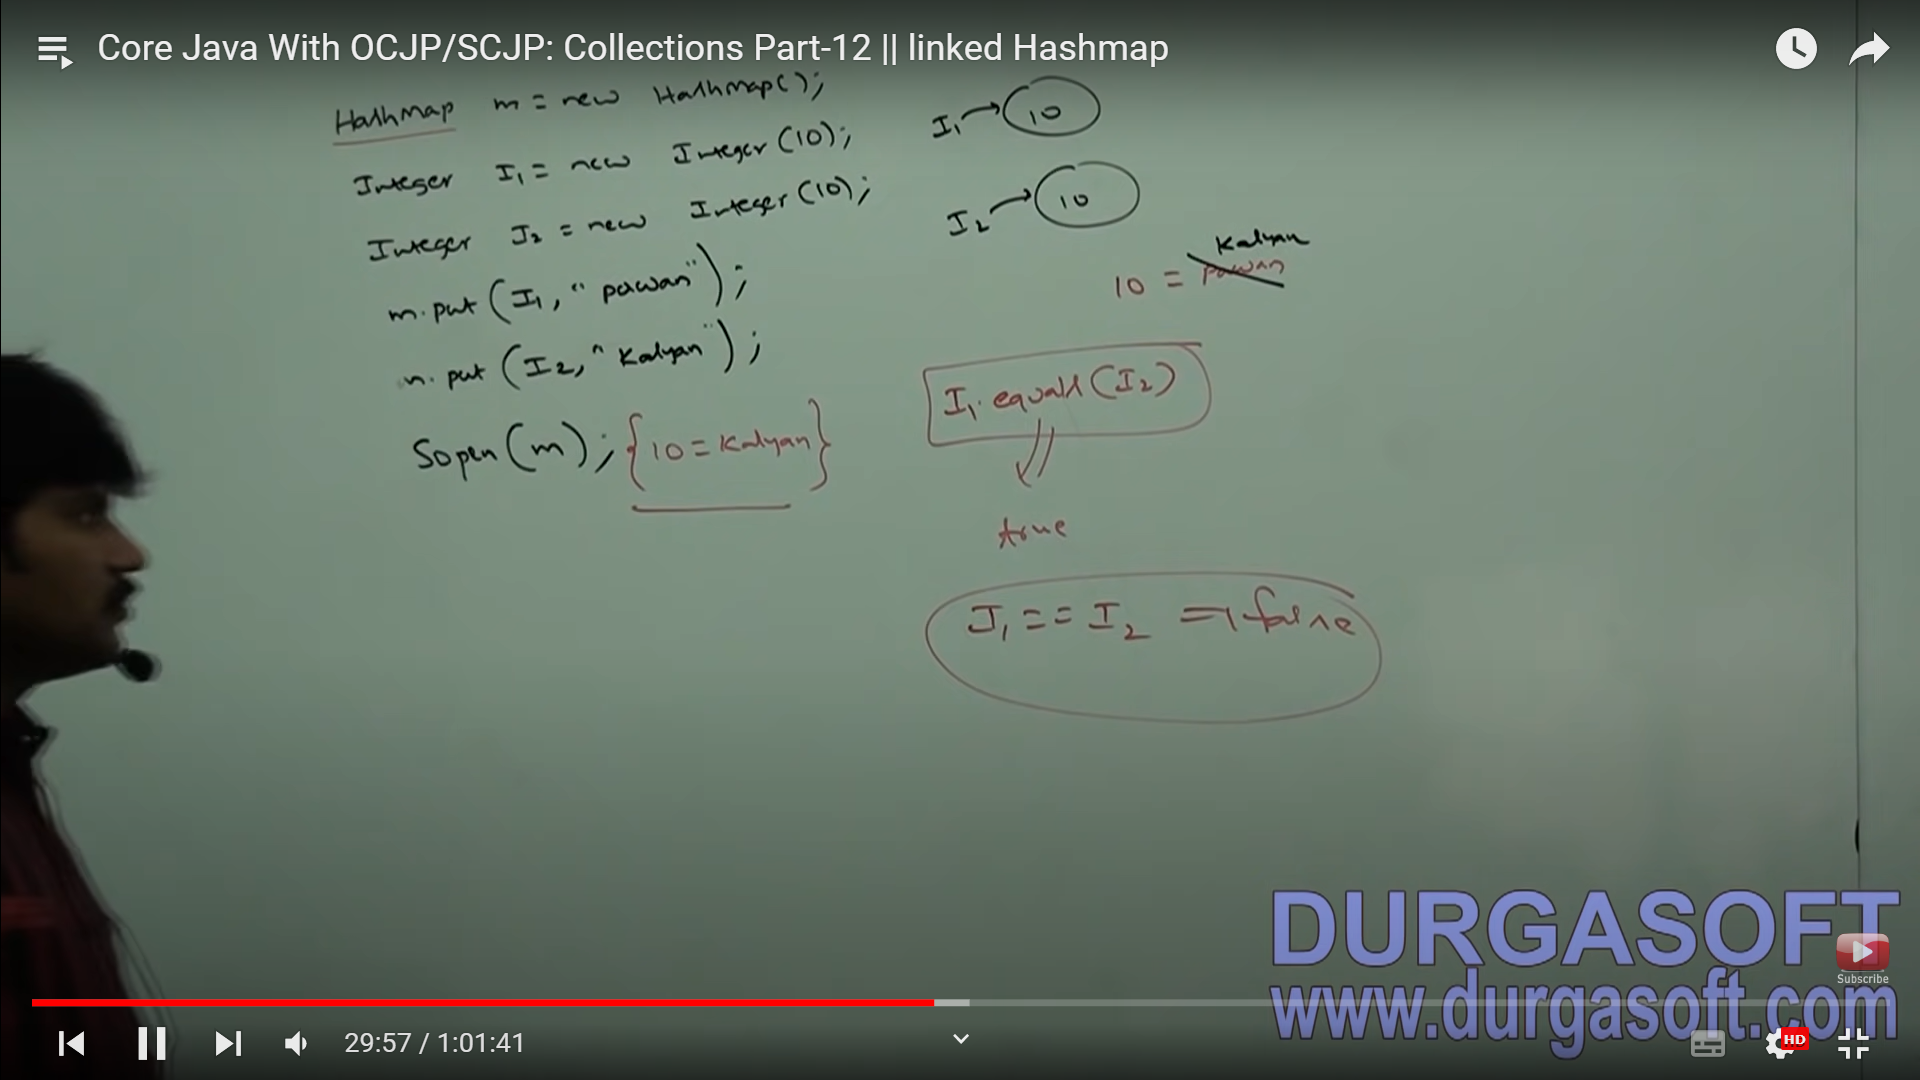 Core Java With OCJP/SCJP: Collections Part-12 || linked Hashmap
HashMap m = new HashMap();
Integer I1 = new Integer(10);
Integer I2 = new Integer(10);
m.put(I1, "pawan");
m.put(I2, "Kalyan");
Sopln(m); {10=Kalyan}
I1 → 10
I2 → 10
Kalyan
10 = pawan
I1.equals(I2)
true
I1 == I2 ⇒ false
DURGASOFT
Subscribe
www.durgasoft.com
29:57 / 1:01:41
HD